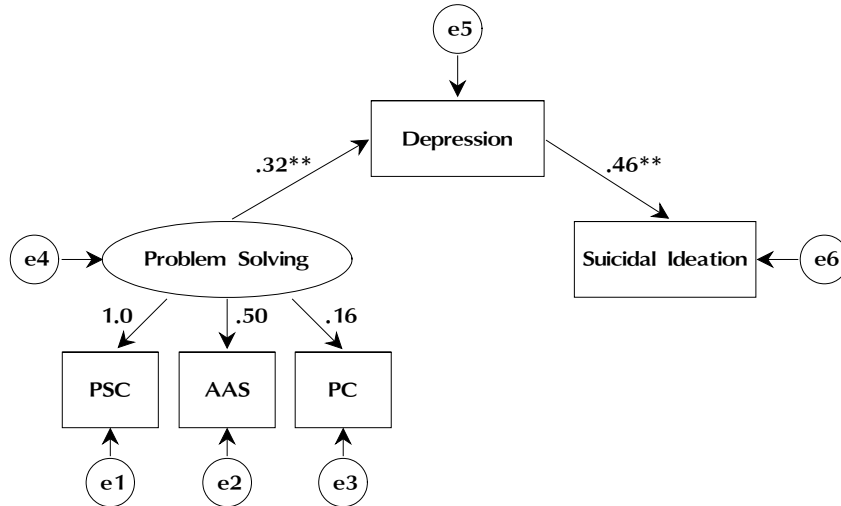 e5
Depression
.32**
.46**
e4
Problem Solving
Suicidal Ideation
e6
1.0
.50
.16
PSC
AAS
PC
e1
e2
e3